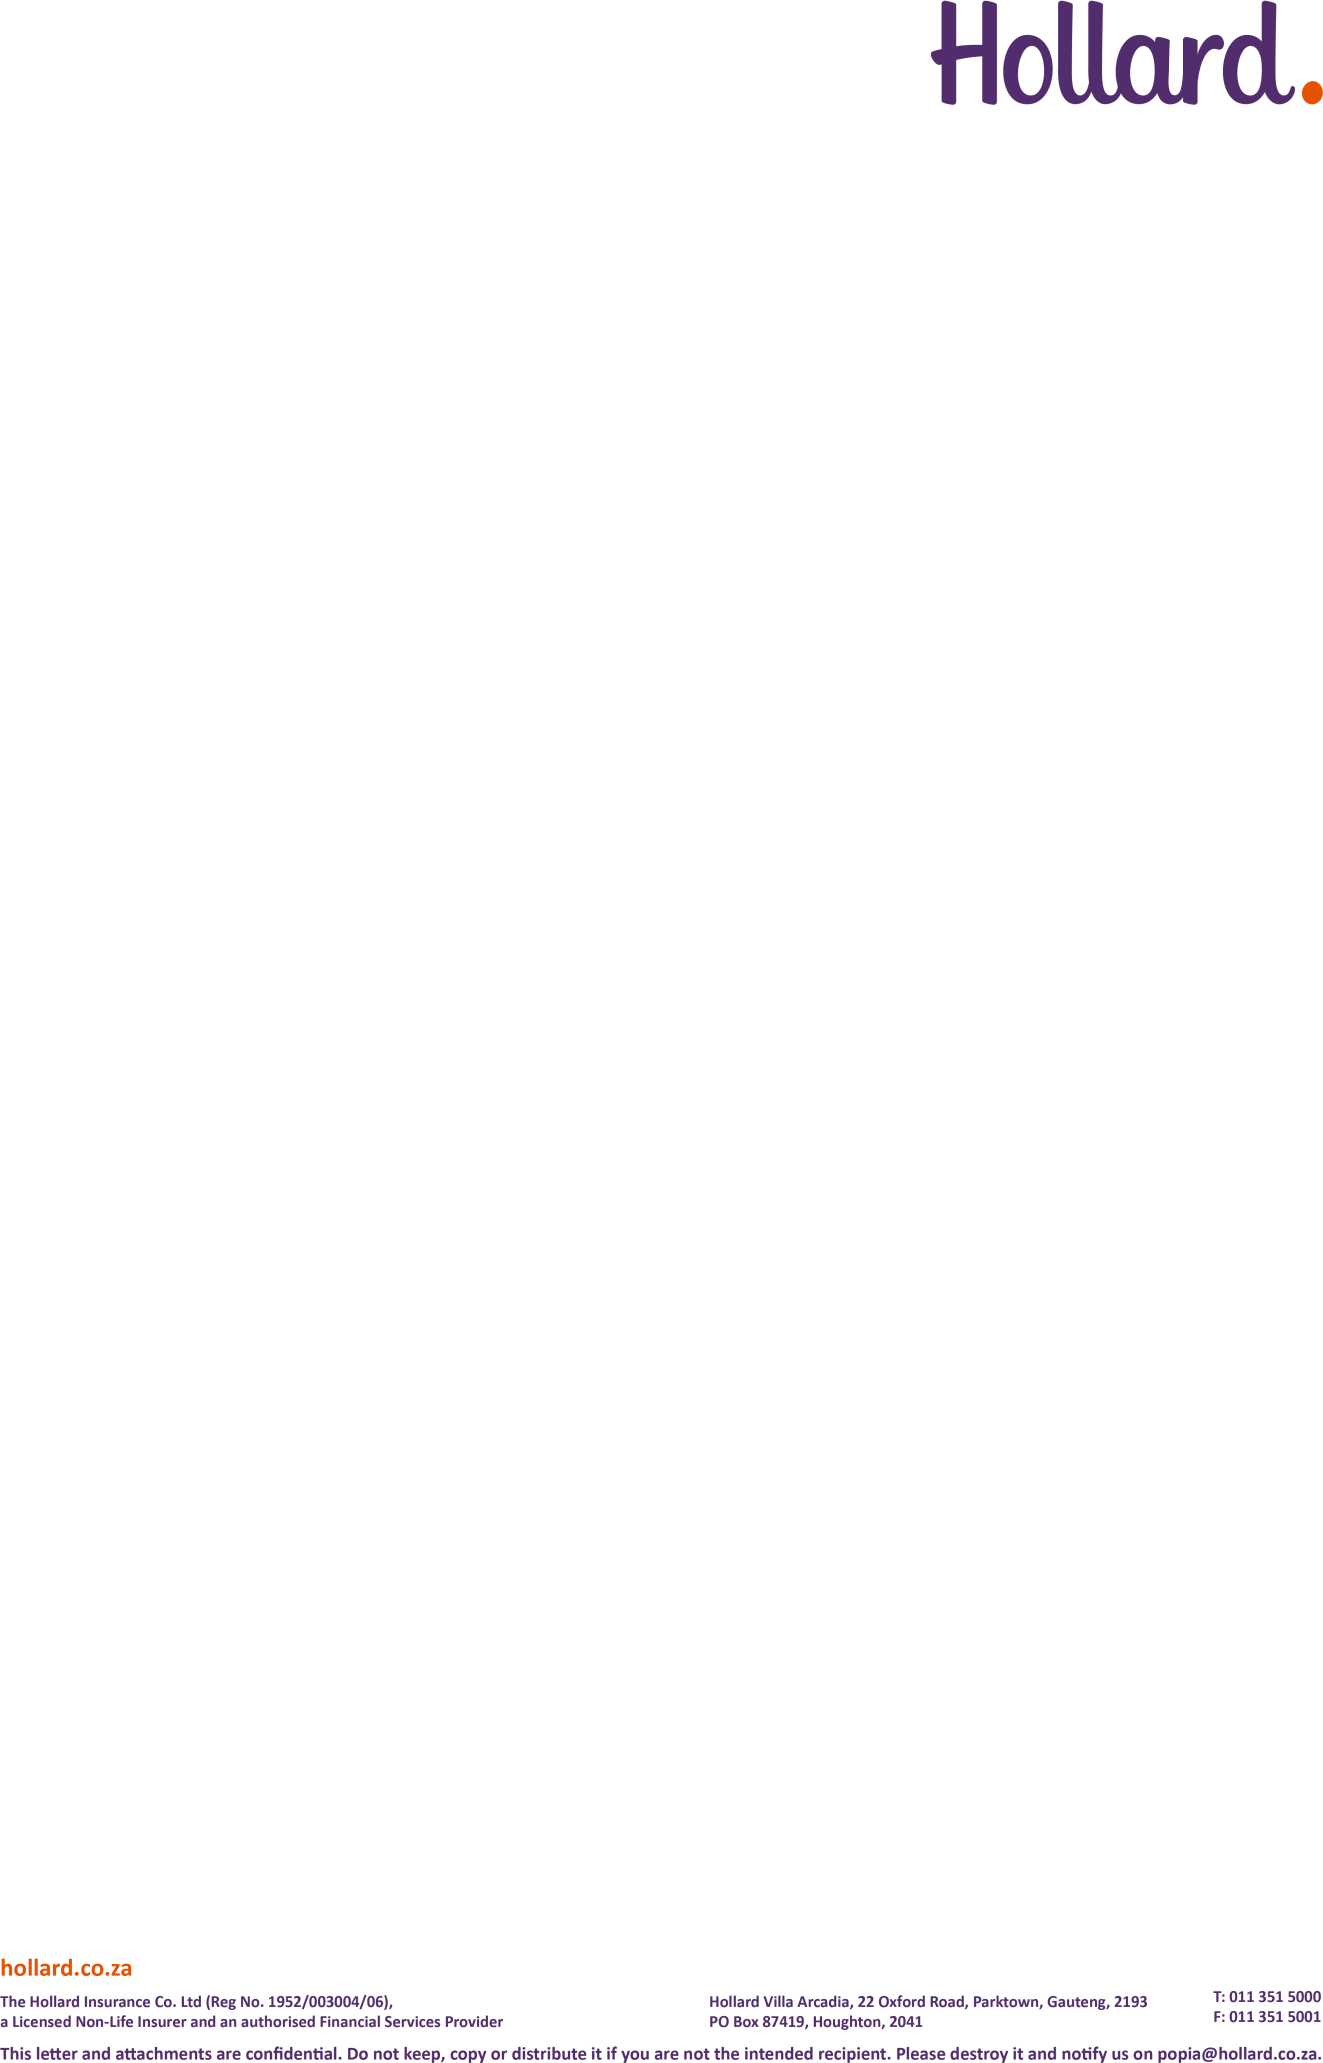 Hollard.
hollard.co.za
The Hollard Insurance Co. Ltd (Reg No. 1952/003004/06),
a Licensed Non-Life Insurer and an authorised Financial Services Provider
Hollard Villa Arcadia, 22 Oxford Road, Parktown, Gauteng, 2193
PO Box 87419, Houghton, 2041
T: 011 351 5000
F: 011 351 5001
This letter and attachments are confidential. Do not keep, copy or distribute it if you are not the intended recipient. Please destroy it and notify us on popia@hollard.co.za.